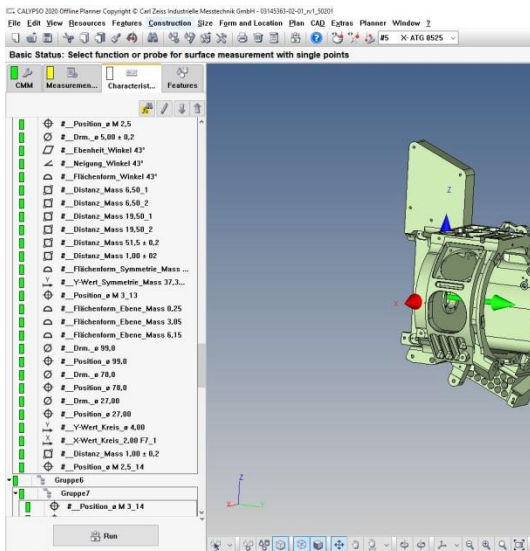 CALYPSO 2020 Offline Planner Copyright © Carl Zeiss Industrielle Messtechnik GmbH - 03145363-02-01_rv1_50201
File Edit View Resources Features Construction Size Form and Location Plan CAD Extras Planner Window ?
#5 X- ATG 0525
Basic Status: Select function or probe for surface measurement with single points
CMM Measuremen... Characterist... Features
#__Position_ø M 2,5
#__Drm._ø 5,00 ± 0,2
#__Ebenheit_Winkel 43°
#__Neigung_Winkel 43°
#__Flächenform_Winkel 43°
#__Distanz_Mass 6,50_1
#__Distanz_Mass 6,50_2
#__Distanz_Mass 19,50_1
#__Distanz_Mass 19,50_2
#__Distanz_Mass 51,5 ± 0,2
#__Distanz_Mass 1,00 ± 02
#__Flächenform_Symmetrie_Mass ...
Y #__Y-Wert_Symmetrie_Mass 37,3...
#__Position_ø M 3_13
#__Flächenform_Ebene_Mass 0,25
#__Flächenform_Ebene_Mass 3,05
#__Flächenform_Ebene_Mass 6,15
#__Drm._ø 99,0
#__Position_ø 99,0
#__Drm._ø 78,0
#__Position_ø 78,0
#__Drm._ø 27,00
#__Position_ø 27,00
Y #__Y-Wert_Kreis_ø 4,00
X #__X-Wert_Kreis_2,00 F7_1
#__Distanz_Mass 1,00 ± 0,2
#__Position_ø M 2,5_14
Gruppe6
Gruppe7
#__Position_ø M 3_14
Run
Z
X
Z
X Y